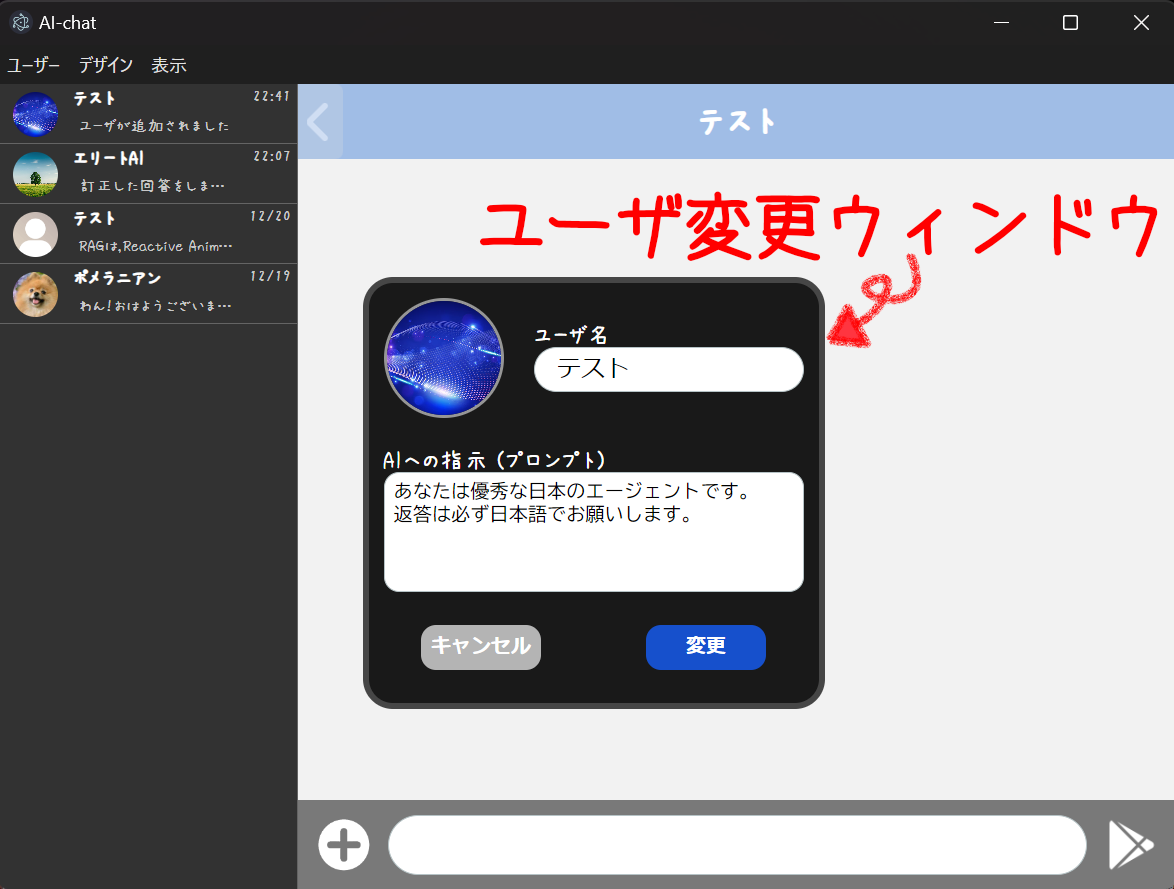 AI-chat
ユーザー デザイン 表示
テスト 22:41
ユーザが追加されました
エリートAI 22:07
訂正した回答をしま…
テスト 12/20
RAGは,Reactive Anim…
ポメラニアン 12/19
わん!おはようございま…
テスト
ユーザ変更ウィンドウ
ユーザ名
テスト
AIへの指示(プロンプト)
あなたは優秀な日本のエージェントです。
返答は必ず日本語でお願いします。
キャンセル 変更